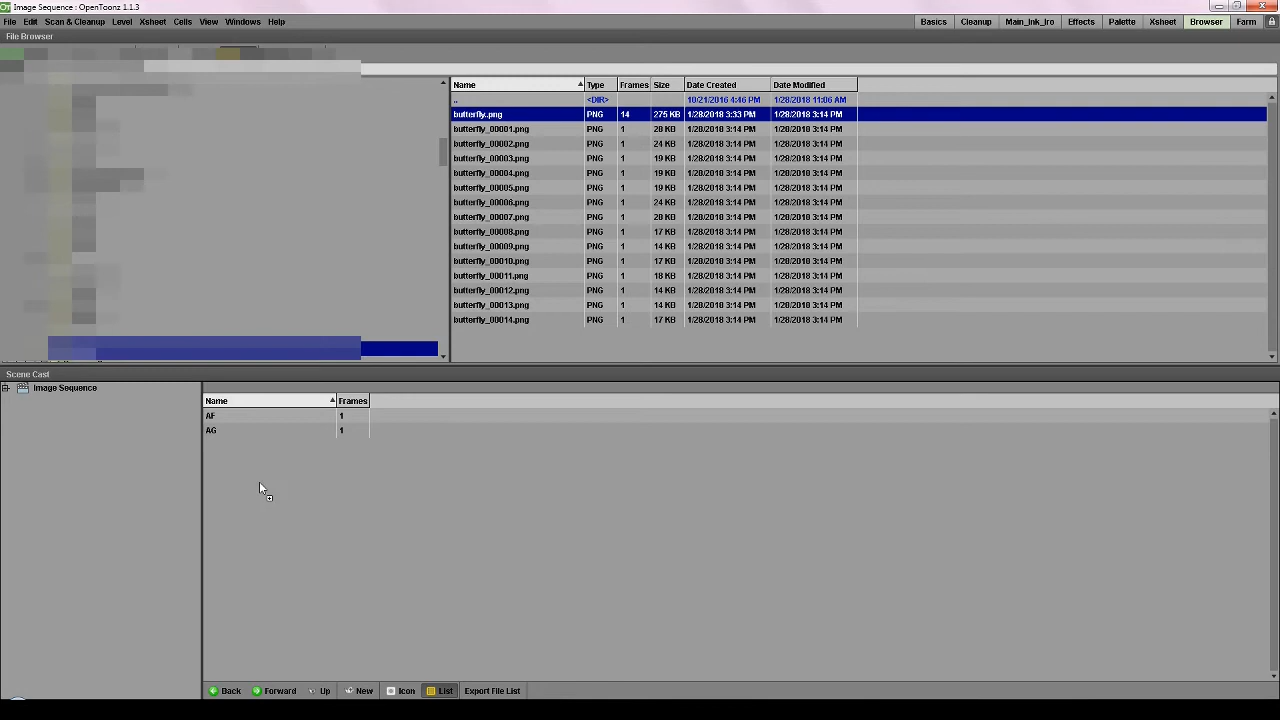 Image Sequence : OpenToonz 1.1.3
File Edit Scan & Cleanup Level Xsheet Cells View Windows Help Basics Cleanup Main_Ink_Iro Effects Palette Xsheet Browser Farm
File Browser
Name Type Frames Size Date Created Date Modified
.. <DIR> 10/21/2016 4:46 PM 1/28/2018 11:06 AM
butterfly.png PNG 14 275 KB 1/28/2018 3:33 PM 1/28/2018 3:14 PM
butterfly_00001.png PNG 1 20 KB 1/28/2018 3:14 PM 1/28/2018 3:14 PM
butterfly_00002.png PNG 1 24 KB 1/28/2018 3:14 PM 1/28/2018 3:14 PM
butterfly_00003.png PNG 1 19 KB 1/28/2018 3:14 PM 1/28/2018 3:14 PM
butterfly_00004.png PNG 1 19 KB 1/28/2018 3:14 PM 1/28/2018 3:14 PM
butterfly_00005.png PNG 1 19 KB 1/28/2018 3:14 PM 1/28/2018 3:14 PM
butterfly_00006.png PNG 1 24 KB 1/28/2018 3:14 PM 1/28/2018 3:14 PM
butterfly_00007.png PNG 1 20 KB 1/28/2018 3:14 PM 1/28/2018 3:14 PM
butterfly_00008.png PNG 1 17 KB 1/28/2018 3:14 PM 1/28/2018 3:14 PM
butterfly_00009.png PNG 1 14 KB 1/28/2018 3:14 PM 1/28/2018 3:14 PM
butterfly_00010.png PNG 1 17 KB 1/28/2018 3:14 PM 1/28/2018 3:14 PM
butterfly_00011.png PNG 1 18 KB 1/28/2018 3:14 PM 1/28/2018 3:14 PM
butterfly_00012.png PNG 1 14 KB 1/28/2018 3:14 PM 1/28/2018 3:14 PM
butterfly_00013.png PNG 1 14 KB 1/28/2018 3:14 PM 1/28/2018 3:14 PM
butterfly_00014.png PNG 1 17 KB 1/28/2018 3:14 PM 1/28/2018 3:14 PM
Scene Cast
Image Sequence
Name Frames
AF 1
AG 1
Back Forward Up New Icon List Export File List